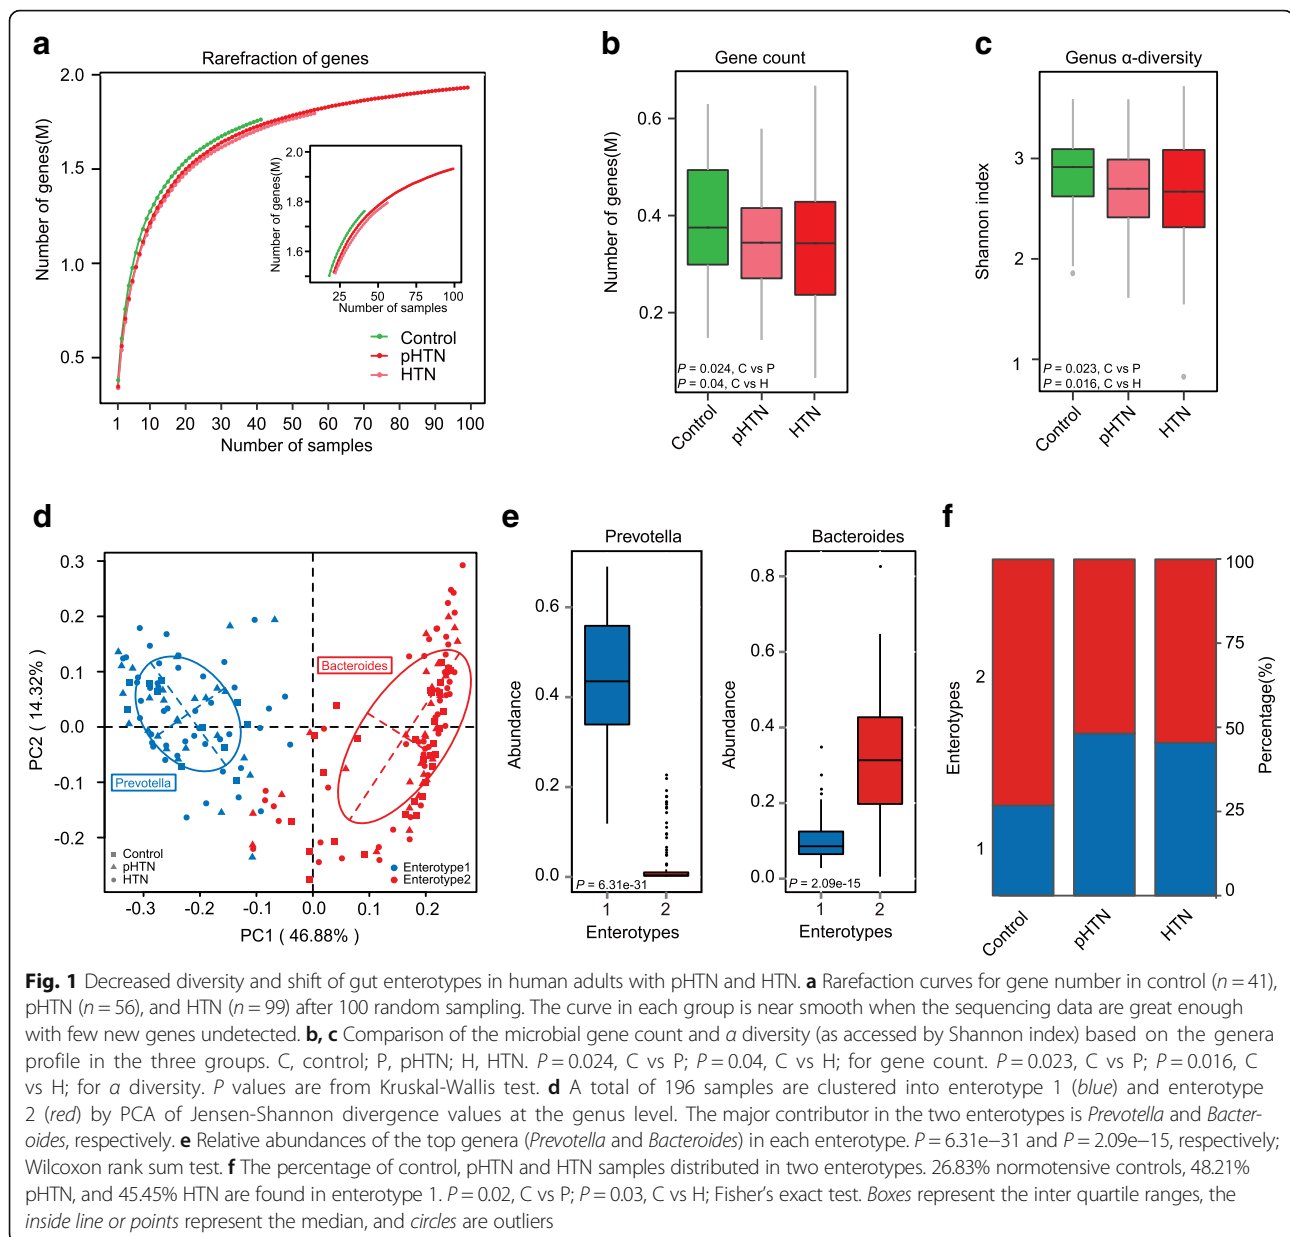 a
Rarefraction of genes
Number of genes(M)
2.0
1.5
1.0
0.5
1 10 20 30 40 50 60 70 80 90 100
Number of samples
Number of genes(M)
2.0
1.8
1.6
25 50 75 100
Number of samples
Control
pHTN
HTN
b
Gene count
Number of genes(M)
0.6
0.4
0.2
P = 0.024, C vs P
P = 0.04, C vs H
Control pHTN HTN
c
Genus α-diversity
Shannon index
3
2
1
P = 0.023, C vs P
P = 0.016, C vs H
Control pHTN HTN
d
PC2 ( 14.32% )
0.3
0.2
0.1
0.0
-0.1
-0.2
Bacteroides
Prevotella
Control
pHTN
HTN
Enterotype1
Enterotype2
-0.3 -0.2 -0.1 0.0 0.1 0.2
PC1 ( 46.88% )
e
Prevotella
Abundance
0.6
0.4
0.2
0.0
P = 6.31e-31
1 2
Enterotypes
Bacteroides
Abundance
0.8
0.6
0.4
0.2
0.0
P = 2.09e-15
1 2
Enterotypes
f
Enterotypes
2
1
100
75
50
25
0
Percentage(%)
Control pHTN HTN
Fig. 1 Decreased diversity and shift of gut enterotypes in human adults with pHTN and HTN. a Rarefaction curves for gene number in control (n = 41),
pHTN (n = 56), and HTN (n = 99) after 100 random sampling. The curve in each group is near smooth when the sequencing data are great enough
with few new genes undetected. b, c Comparison of the microbial gene count and α diversity (as accessed by Shannon index) based on the genera
profile in the three groups. C, control; P, pHTN; H, HTN. P = 0.024, C vs P; P = 0.04, C vs H; for gene count. P = 0.023, C vs P; P = 0.016, C
vs H; for α diversity. P values are from Kruskal-Wallis test. d A total of 196 samples are clustered into enterotype 1 (blue) and enterotype
2 (red) by PCA of Jensen-Shannon divergence values at the genus level. The major contributor in the two enterotypes is Prevotella and Bacter-
oides, respectively. e Relative abundances of the top genera (Prevotella and Bacteroides) in each enterotype. P = 6.31e−31 and P = 2.09e−15, respectively;
Wilcoxon rank sum test. f The percentage of control, pHTN and HTN samples distributed in two enterotypes. 26.83% normotensive controls, 48.21%
pHTN, and 45.45% HTN are found in enterotype 1. P = 0.02, C vs P; P = 0.03, C vs H; Fisher's exact test. Boxes represent the inter quartile ranges, the
inside line or points represent the median, and circles are outliers